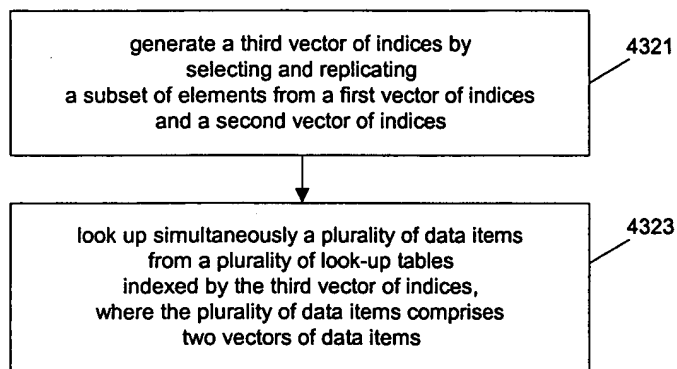 generate a third vector of indices by
selecting and replicating
a subset of elements from a first vector of indices
and a second vector of indices
4321
look up simultaneously a plurality of data items
from a plurality of look-up tables
indexed by the third vector of indices,
where the plurality of data items comprises
two vectors of data items
4323